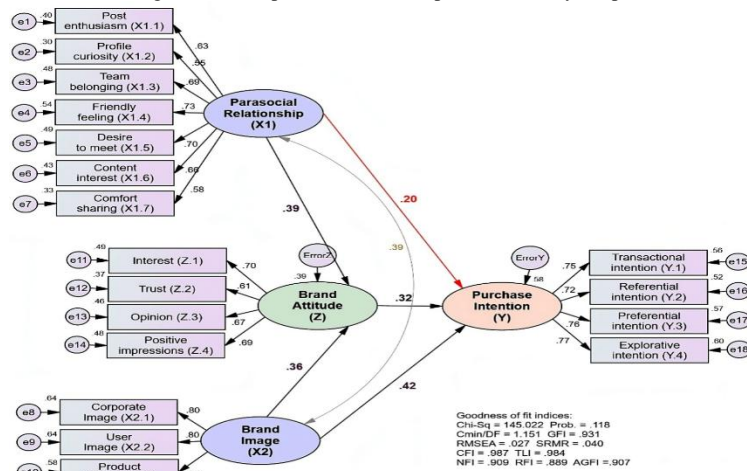 e1
.40
Post
enthusiasm (X1.1)
.63
e2
.30
Profile
curiosity (X1.2)
.55
e3
.48
Team
belonging (X1.3)
.69
e4
.54
Friendly
feeling (X1.4)
.73
e5
.49
Desire
to meet (X1.5)
.70
e6
.43
Content
interest (X1.6)
.66
e7
.33
Comfort
sharing (X1.7)
.58
Parasocial
Relationship
(X1)
.20
.39
.39
e11
.49
Interest (Z.1)
.70
e12
.37
Trust (Z.2)
.61
e13
.46
Opinion (Z.3)
.67
e14
.48
Positive
impressions (Z.4)
.69
ErrorZ
.39
Brand
Attitude
(Z)
.32
ErrorY
.58
Purchase
Intention
(Y)
.75
Transactional
intention (Y.1)
.56
e15
.72
Referential
intention (Y.2)
.52
e16
.76
Preferential
intention (Y.3)
.57
e17
.77
Explorative
intention (Y.4)
.60
e18
.36
.42
e8
.64
Corporate
Image (X2.1)
.80
e9
.64
User
Image (X2.2)
.80
.58
Product
Brand
Image
(X2)
Goodness of fit indices:
Chi-Sq = 145.022 Prob. = .118
Cmin/DF = 1.151 GFI = .931
RMSEA = .027 SRMR = .040
CFI = .987 TLI = .984
NFI = .909 RFI = .889 AGFI =.907